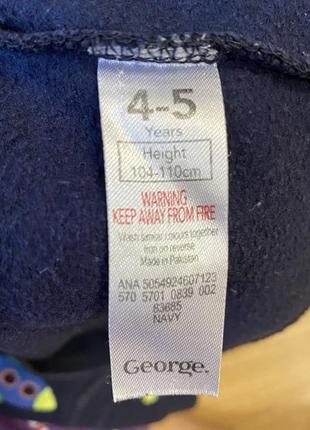 4-5
Years
Height
104-110cm
WARNING
KEEP AWAY FROM FIRE
Wash similar colours together
Iron on reverse
Made in Pakistan
ANA 5054924607123
570 5701 0839 002
83685
NAVY
George.